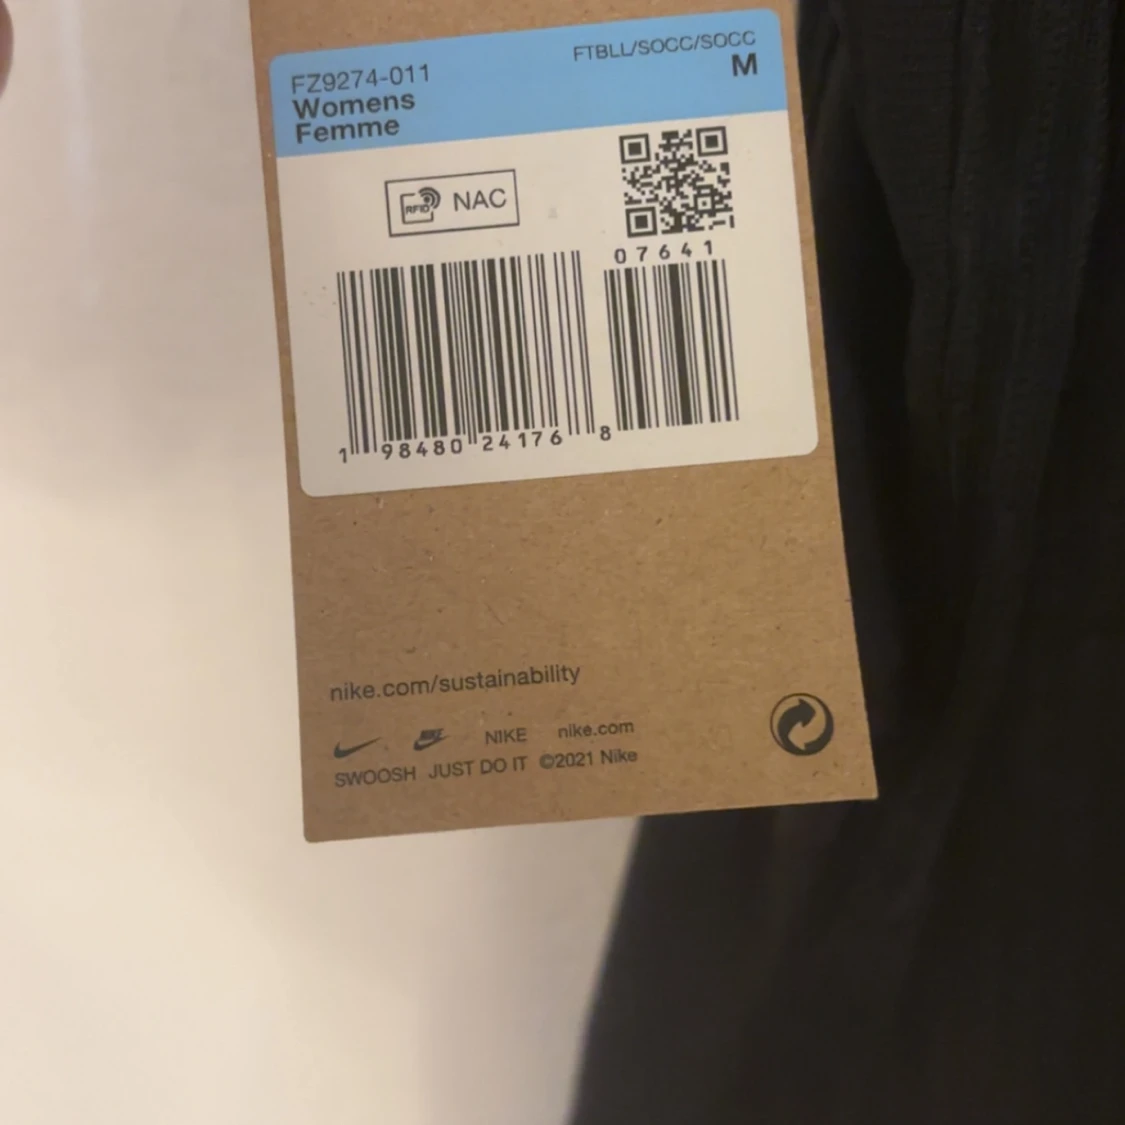 FZ9274-011
FTBLL/SOCC/SOCC
Womens
M
Femme
RFID NAC
07641
1 98480 24176 8
nike.com/sustainability
NIKE NIKE nike.com
SWOOSH JUST DO IT ©2021 Nike